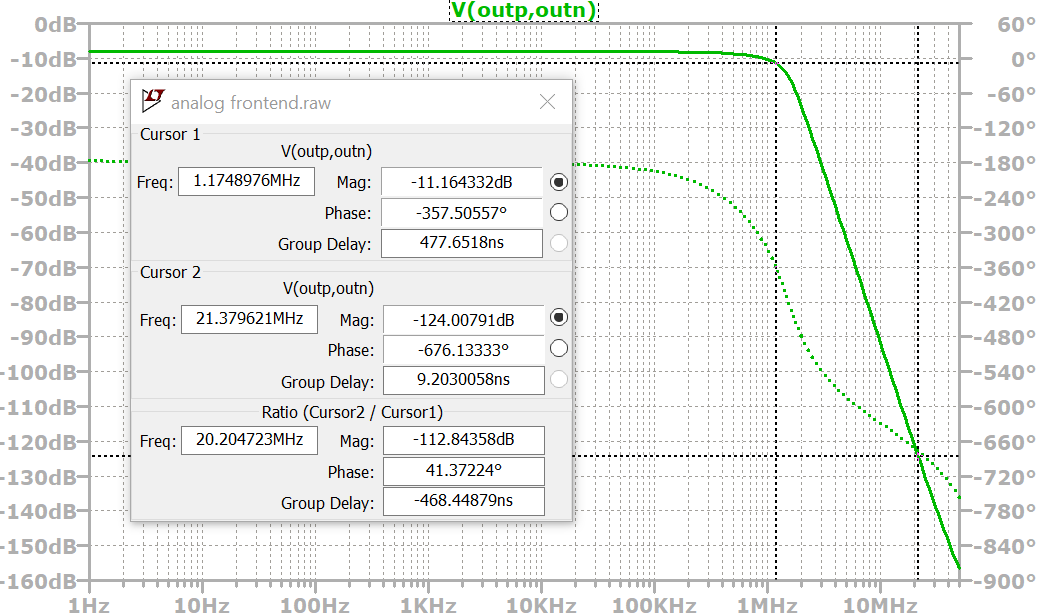 V(outp,outn)
0dB
-10dB
-20dB
-30dB
-40dB
-50dB
-60dB
-70dB
-80dB
-90dB
-100dB
-110dB
-120dB
-130dB
-140dB
-150dB
-160dB
60°
0°
-60°
-120°
-180°
-240°
-300°
-360°
-420°
-480°
-540°
-600°
-660°
-720°
-780°
-840°
-900°
analog frontend.raw
Cursor 1
V(outp,outn)
Freq: 1.1748976MHz Mag: -11.164332dB
Phase: -357.50557°
Group Delay: 477.6518ns
Cursor 2
V(outp,outn)
Freq: 21.379621MHz Mag: -124.00791dB
Phase: -676.13333°
Group Delay: 9.2030058ns
Ratio (Cursor2 / Cursor1)
Freq: 20.204723MHz Mag: -112.84358dB
Phase: 41.37224°
Group Delay: -468.44879ns
1Hz 10Hz 100Hz 1KHz 10KHz 100KHz 1MHz 10MHz